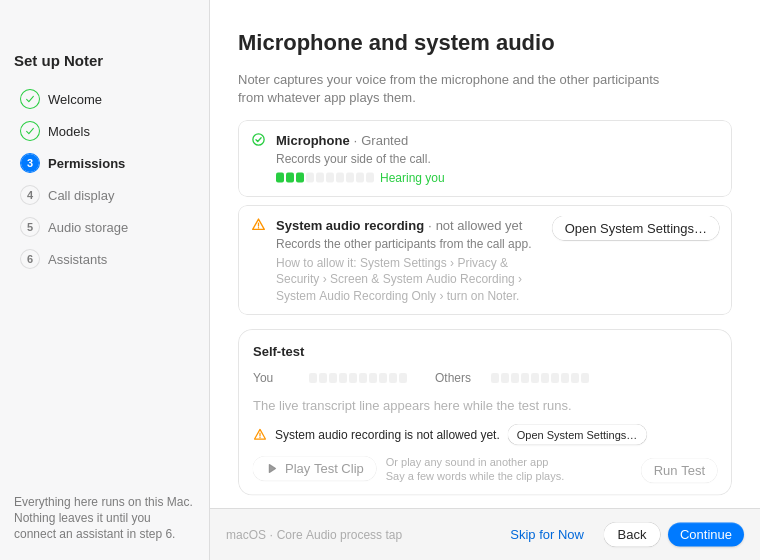 Set up Noter
Welcome
Models
3 Permissions
4 Call display
5 Audio storage
6 Assistants
Everything here runs on this Mac.
Nothing leaves it until you
connect an assistant in step 6.
Microphone and system audio
Noter captures your voice from the microphone and the other participants
from whatever app plays them.
Microphone · Granted
Records your side of the call.
Hearing you
System audio recording · not allowed yet
Open System Settings…
Records the other participants from the call app.
How to allow it: System Settings › Privacy &
Security › Screen & System Audio Recording ›
System Audio Recording Only › turn on Noter.
Self-test
You Others
The live transcript line appears here while the test runs.
System audio recording is not allowed yet. Open System Settings…
Play Test Clip
Or play any sound in another app
Say a few words while the clip plays.
Run Test
macOS · Core Audio process tap
Skip for Now Back Continue